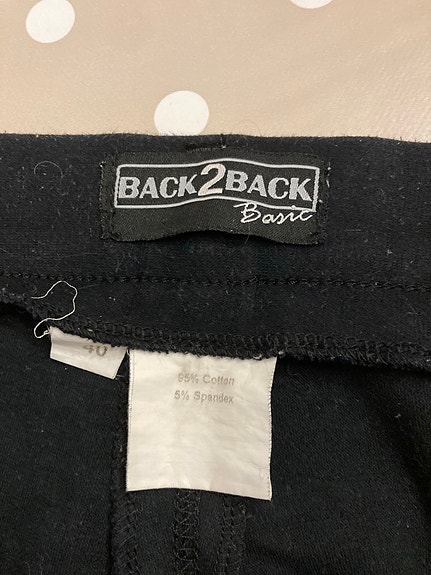 BACK2BACK
Basic
40
95% Cotton
5% Spandex